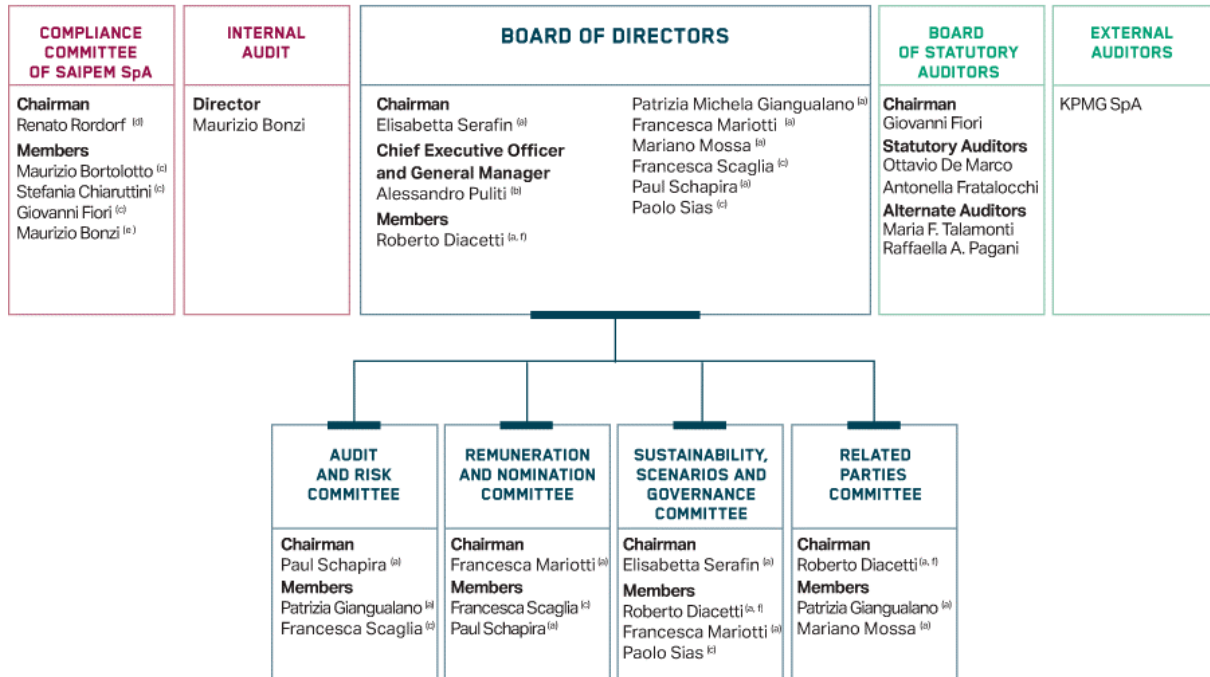 COMPLIANCE
COMMITTEE
OF SAIPEM SpA
Chairman
Renato Rordorf (d)
Members
Maurizio Bortolotto (c)
Stefania Chiaruttini (c)
Giovanni Fiori (c)
Maurizio Bonzi (e)
INTERNAL
AUDIT
Director
Maurizio Bonzi
BOARD OF DIRECTORS
Chairman
Elisabetta Serafin (a)
Chief Executive Officer
and General Manager
Alessandro Puliti (b)
Members
Roberto Diacetti (a, f)
Patrizia Michela Giangualano (a)
Francesca Mariotti (a)
Mariano Mossa (a)
Francesca Scaglia (c)
Paul Schapira (a)
Paolo Sias (c)
BOARD
OF STATUTORY
AUDITORS
Chairman
Giovanni Fiori
Statutory Auditors
Ottavio De Marco
Antonella Fratalocchi
Alternate Auditors
Maria F. Talamonti
Raffaella A. Pagani
EXTERNAL
AUDITORS
KPMG SpA
AUDIT
AND RISK
COMMITTEE
Chairman
Paul Schapira (a)
Members
Patrizia Giangualano (a)
Francesca Scaglia (c)
REMUNERATION
AND NOMINATION
COMMITTEE
Chairman
Francesca Mariotti (a)
Members
Francesca Scaglia (c)
Paul Schapira (a)
SUSTAINABILITY,
SCENARIOS AND
GOVERNANCE
COMMITTEE
Chairman
Elisabetta Serafin (a)
Members
Roberto Diacetti (a, f)
Francesca Mariotti (a)
Paolo Sias (c)
RELATED
PARTIES
COMMITTEE
Chairman
Roberto Diacetti (a, f)
Members
Patrizia Giangualano (a)
Mariano Mossa (a)